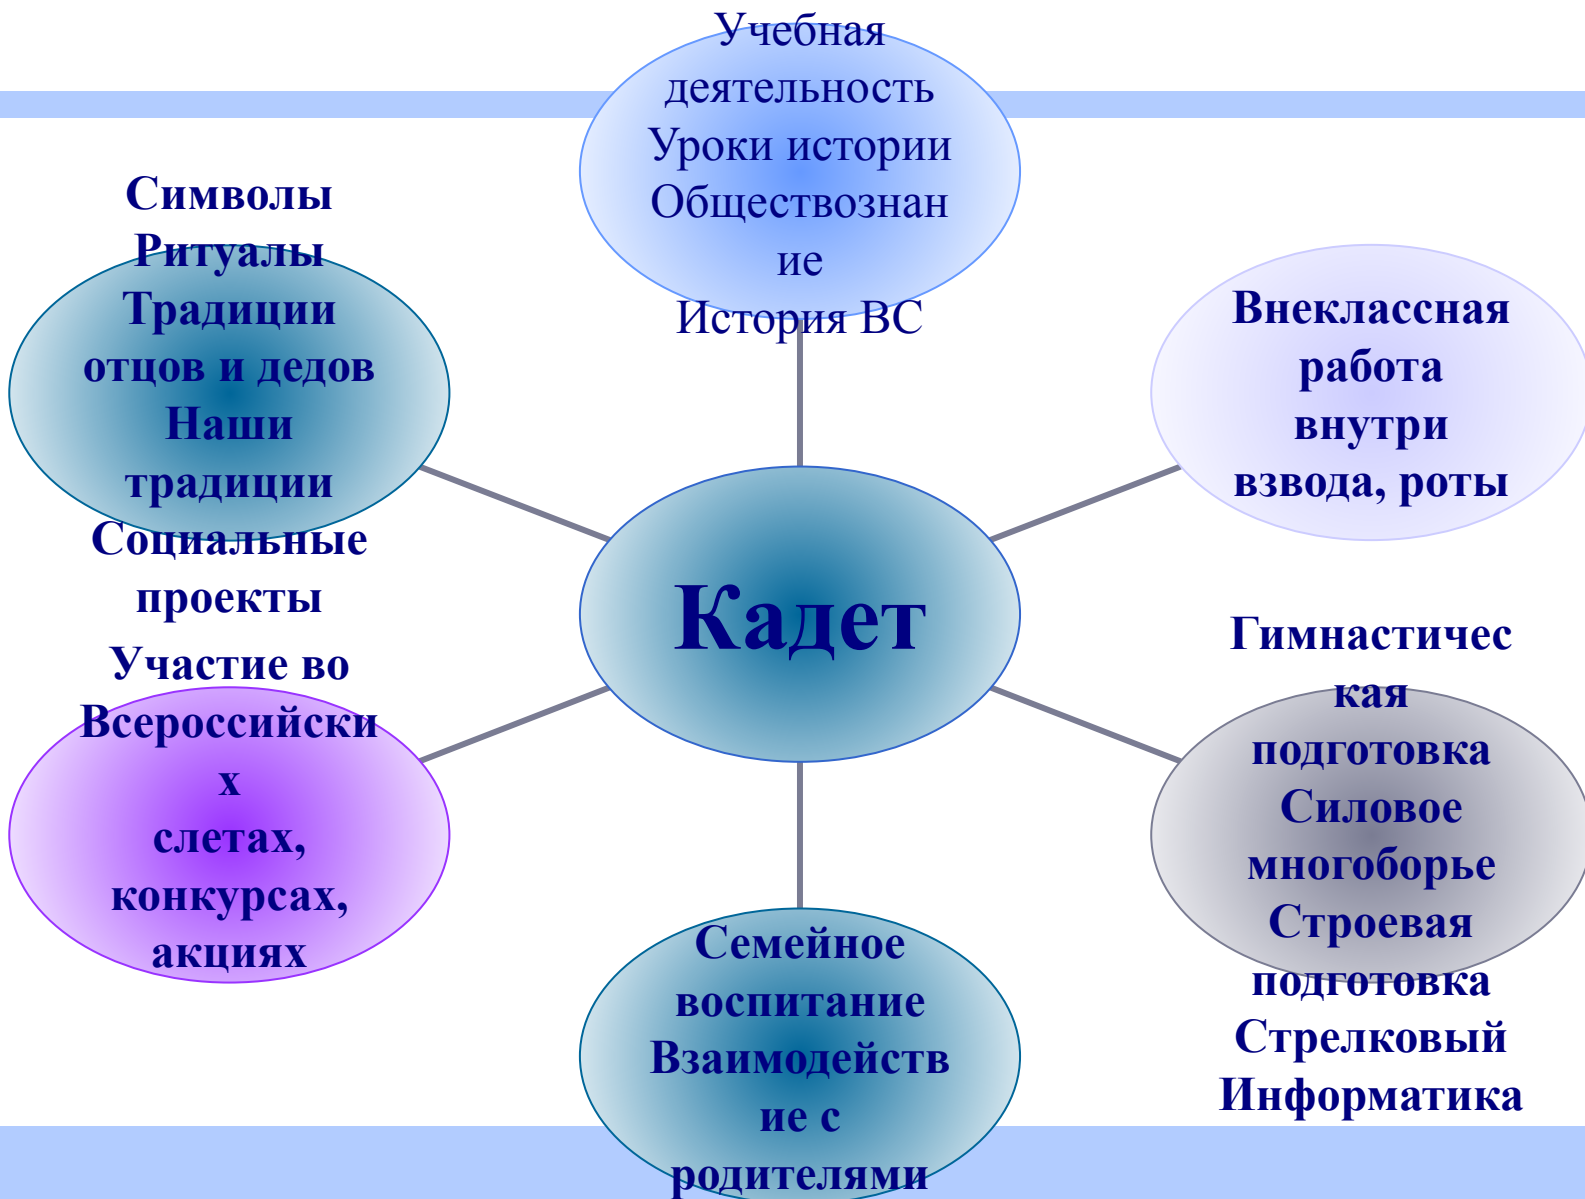 Учебная
деятельность
Уроки истории
Обществознан
ие
История ВС
Символы
Ритуалы
Традиции
отцов и дедов
Наши
традиции
Социальные
проекты
Внеклассная
работа
внутри
взвода, роты
Кадет
Участие во
Всероссийски
х
слетах,
конкурсах,
акциях
Гимнастичес
кая
подготовка
Силовое
многоборье
Строевая
подготовка
Стрелковый
Информатика
Семейное
воспитание
Взаимодейств
ие с
родителями